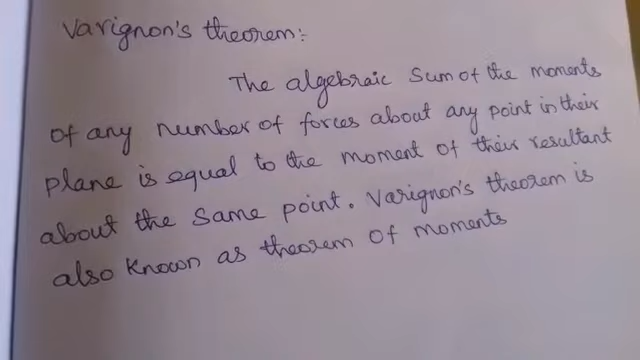 Varignon's theorem:-
The algebraic Sum of the moments
of any number of forces about any point in their
plane is equal to the moment of their resultant
about the same point. Varignon's theorem is
also known as theorem of moments